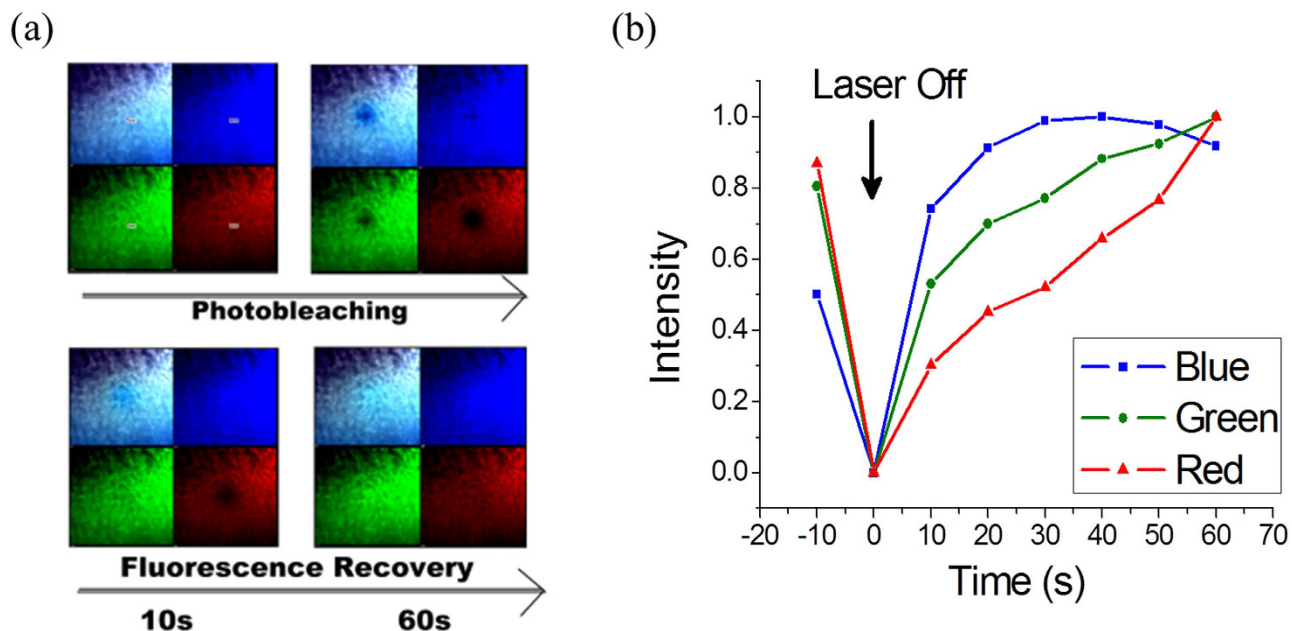 (a)
Photobleaching
Fluorescence Recovery
10s
60s
(b)
Laser Off
Intensity
1.0
0.8
0.6
0.4
0.2
0.0
Blue
Green
Red
-20 -10 0 10 20 30 40 50 60 70
Time (s)